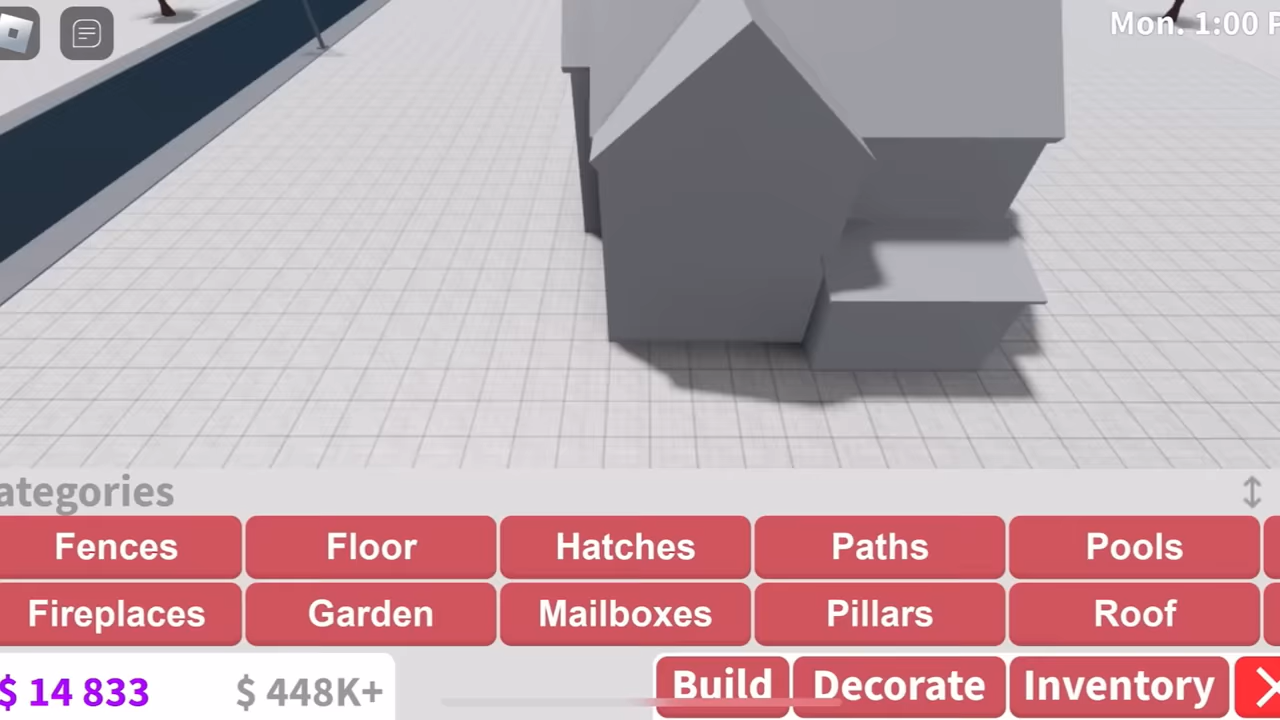 Mon. 1:00 P
ategories
Fences Floor Hatches Paths Pools
Fireplaces Garden Mailboxes Pillars Roof
$ 14 833 $ 448K+ Build Decorate Inventory